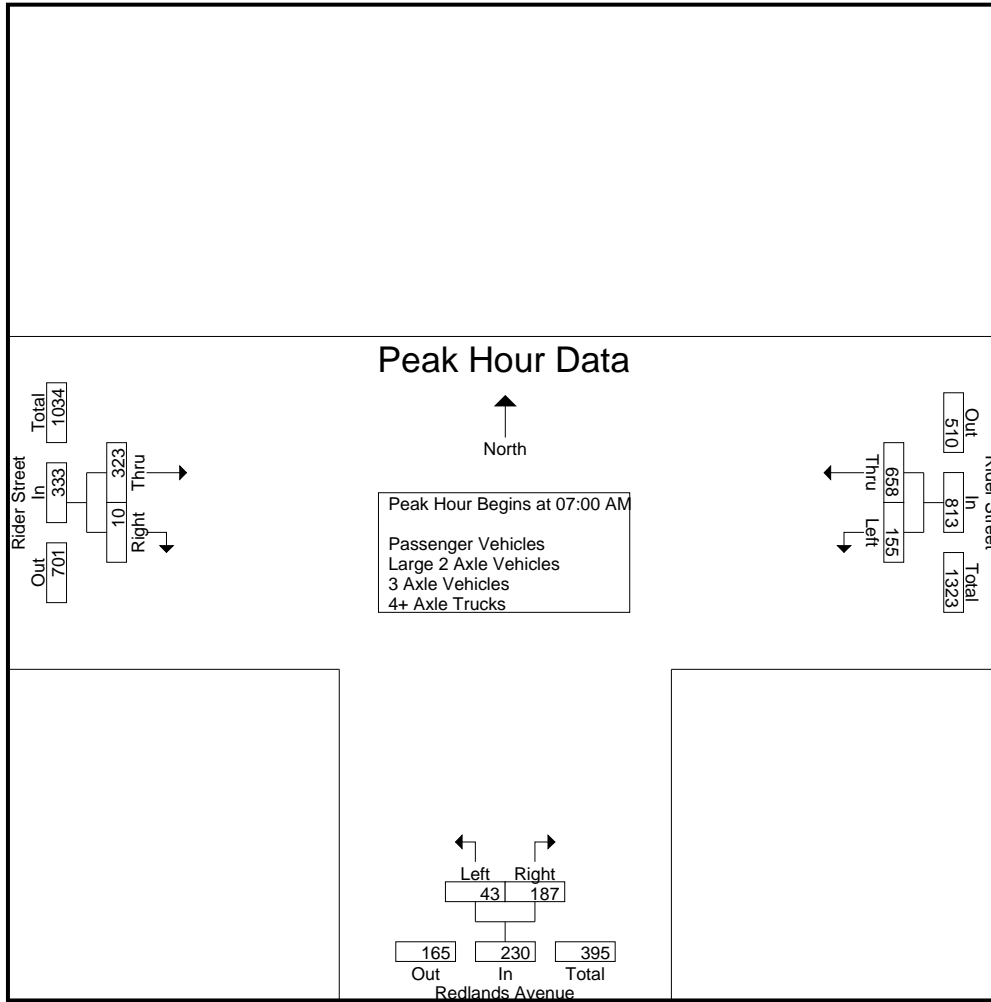 Peak Hour Data
North
Peak Hour Begins at 07:00 AM
Passenger Vehicles
Large 2 Axle Vehicles
3 Axle Vehicles
4+ Axle Trucks
Rider Street
Out In Total
701 333 1034
Right Thru
10 323
Rider Street
Out In Total
510 813 1323
Thru Left
658 155
Left Right
43 187
165 230 395
Out In Total
Redlands Avenue